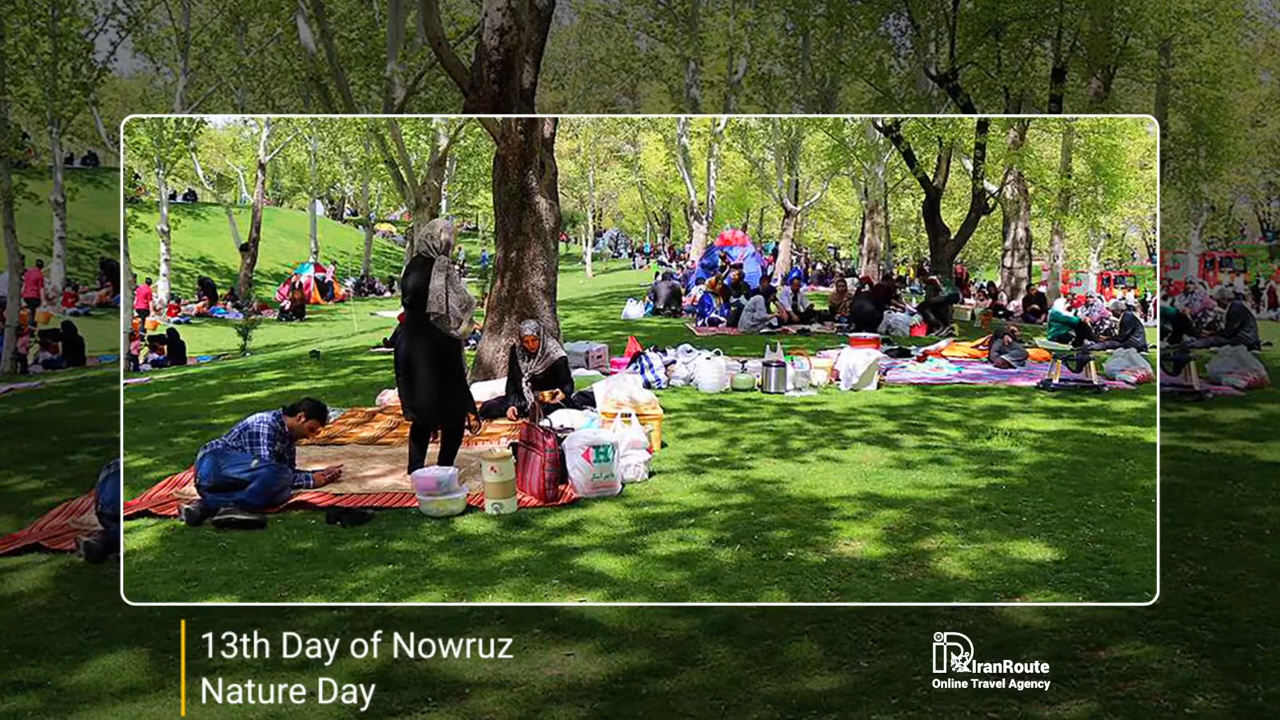 13th Day of Nowruz
Nature Day
IranRoute
Online Travel Agency
H